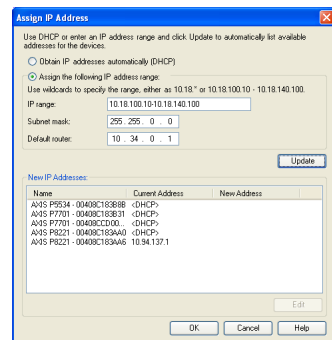 Assign IP Address
Use DHCP or enter an IP address range and click Update to automatically list available
addresses for the devices.
Obtain IP addresses automatically (DHCP)
Assign the following IP address range:
Use wildcards to specify the range, either as 10.18.* or 10.18.100.10 - 10.18.140.100.
IP range: 10.18.100.10-10.18.140.100
Subnet mask: 255. 255. 0 . 0
Default router: 10 . 34 . 0 . 1
Update
New IP Addresses:
Name Current Address New Address
AXIS P5534 - 00408C183B8B <DHCP>
AXIS P7701 - 00408C183B31 <DHCP>
AXIS P7701 - 00408CCD00... <DHCP>
AXIS P8221 - 00408C183AA0 <DHCP>
AXIS P8221 - 00408C183AA6 10.94.137.1
Edit
OK Cancel Help